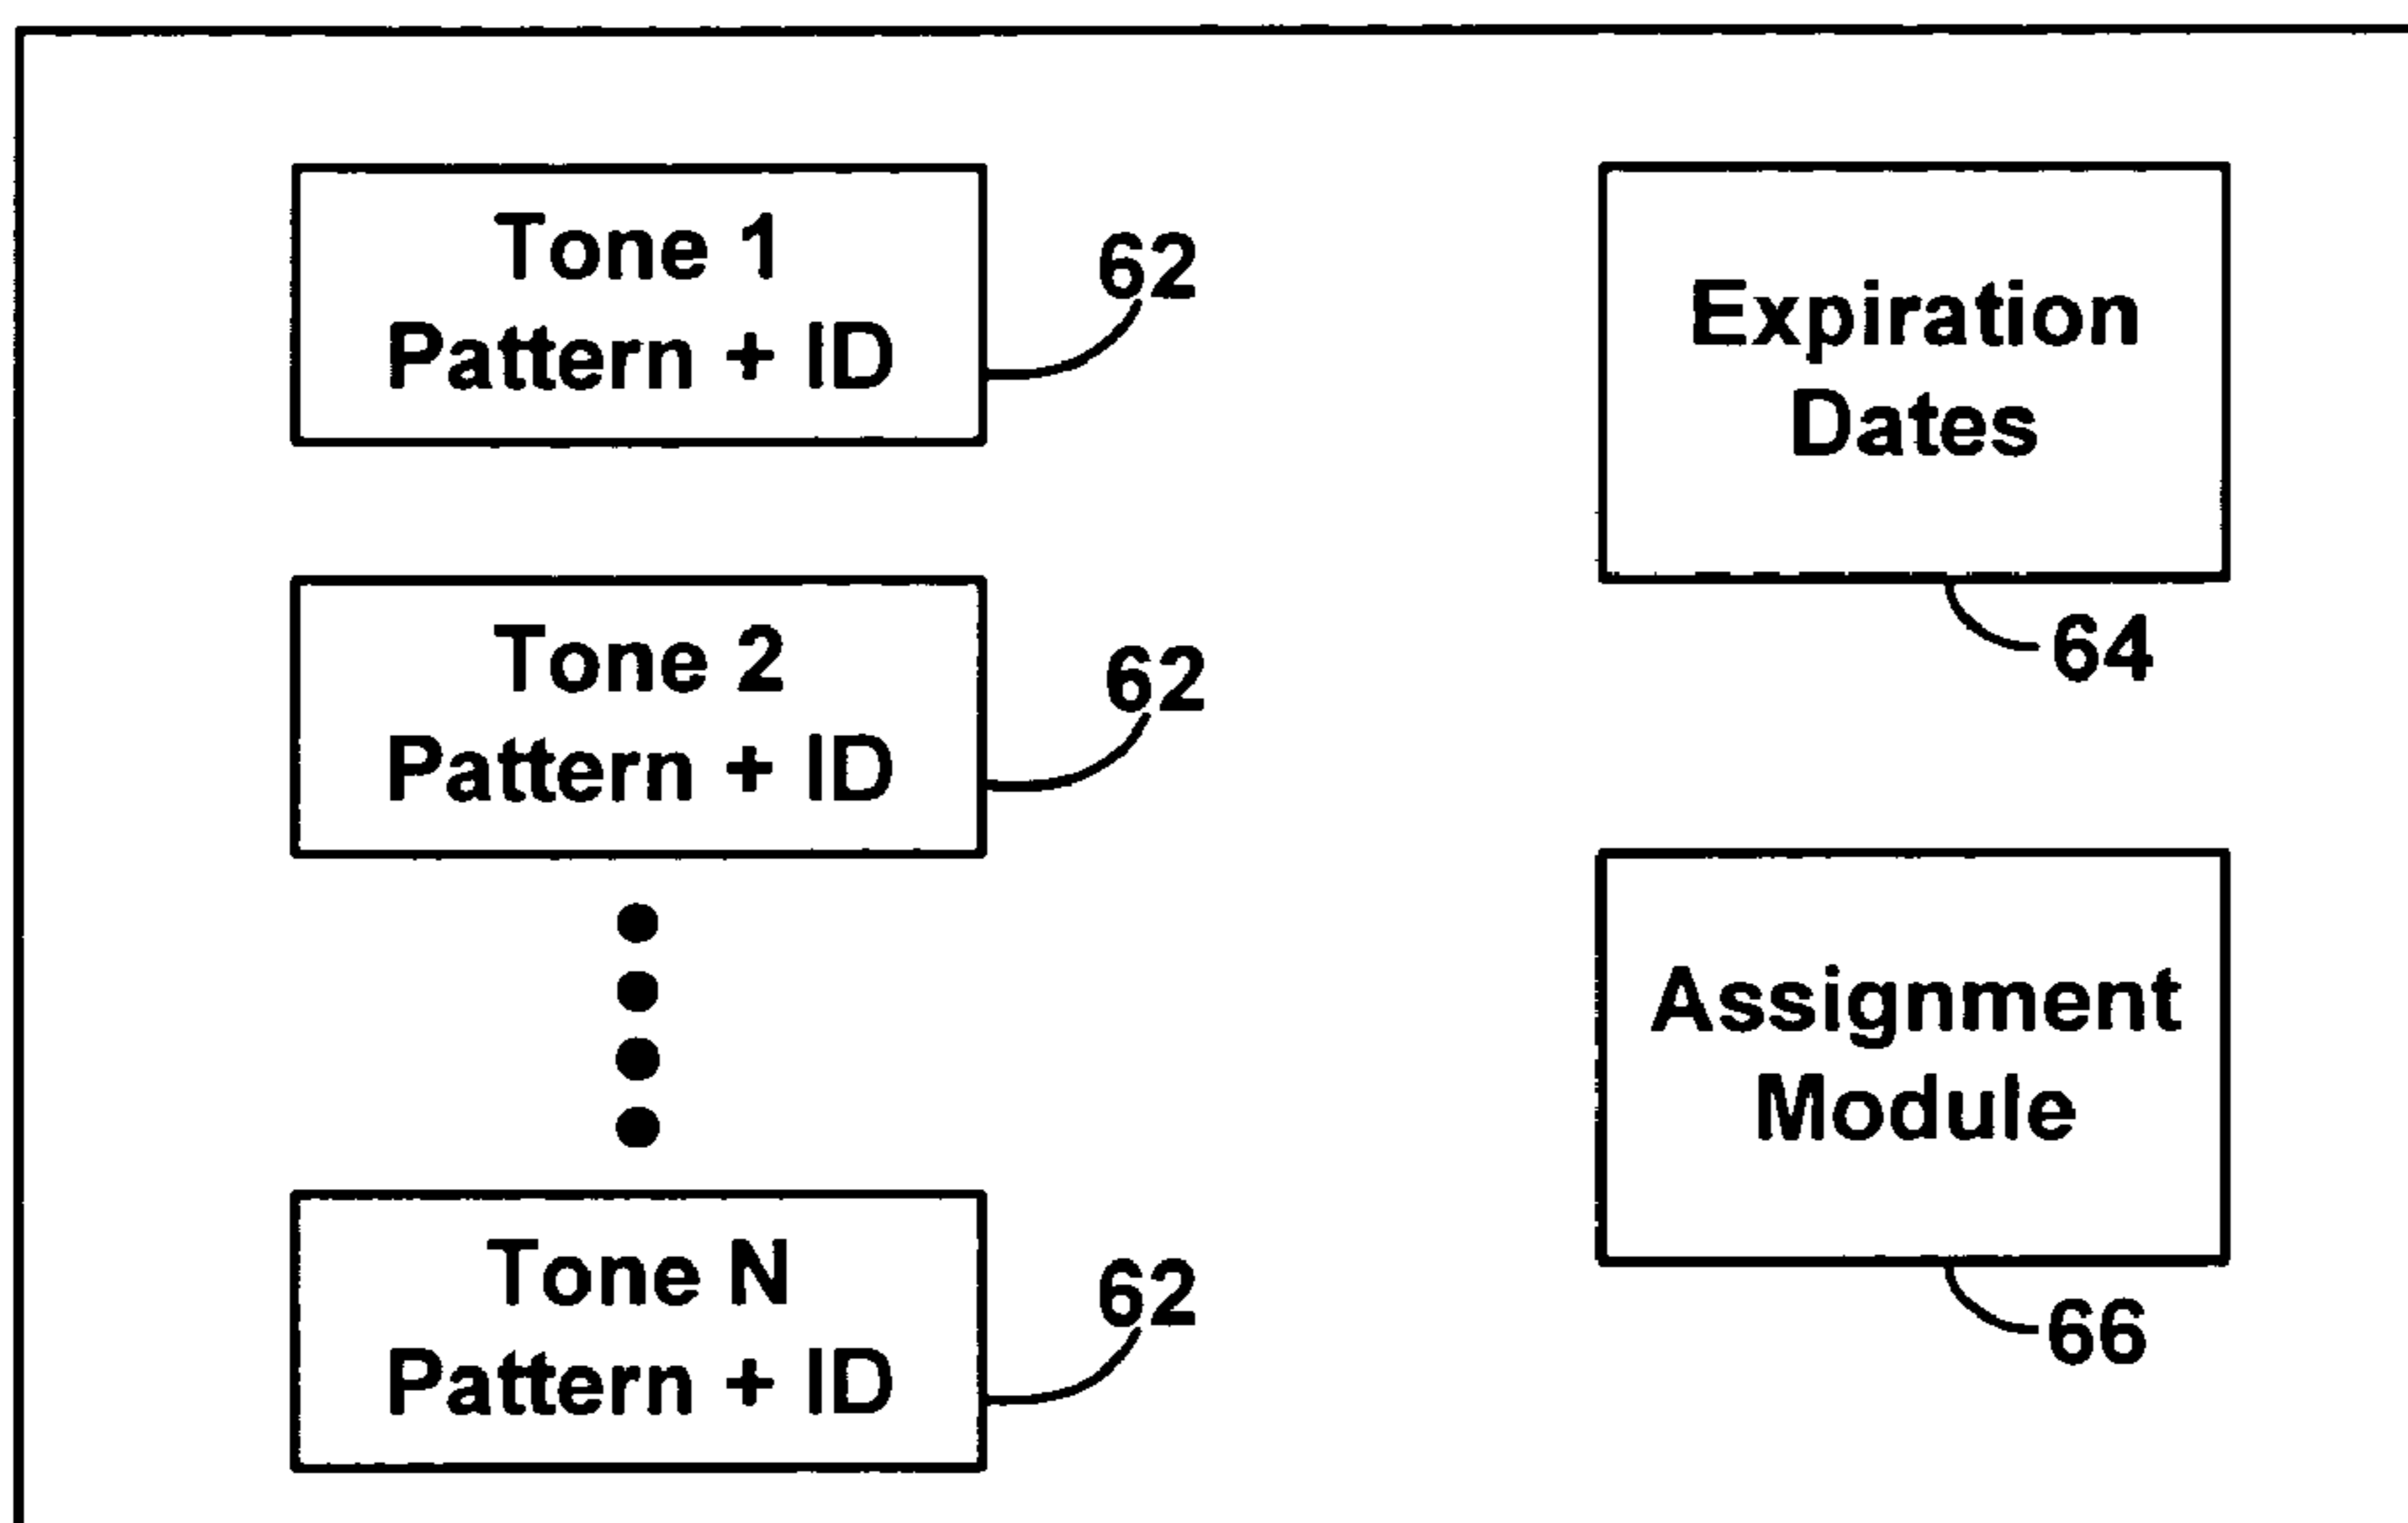 Tone 1
Pattern + ID
62
Tone 2
Pattern + ID
62
Tone N
Pattern + ID
62
Expiration
Dates
64
Assignment
Module
66